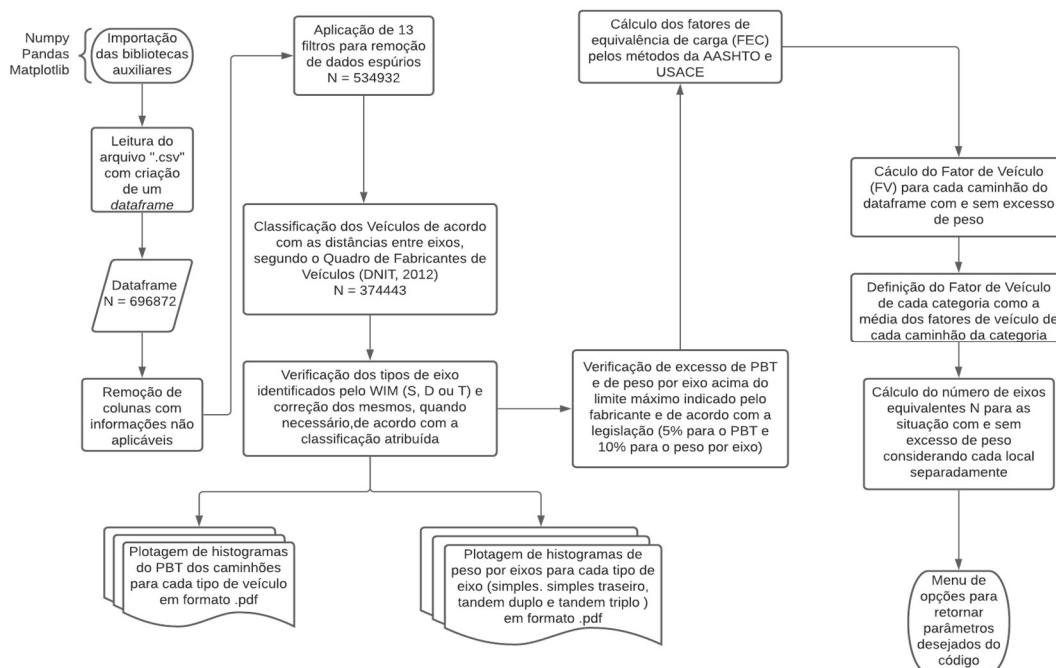 Numpy
Pandas
Matplotlib
Importação
das bibliotecas
auxiliares
Leitura do
arquivo ".csv"
com criação
de um
dataframe
Dataframe
N = 696872
Remoção de
colunas com
informações não
aplicáveis
Aplicação de 13
filtros para remoção
de dados espúrios
N = 534932
Classificação dos Veículos de acordo
com as distâncias entre eixos,
segundo o Quadro de Fabricantes de
Veículos (DNIT, 2012)
N = 374443
Verificação dos tipos de eixo
identificados pelo WIM (S, D ou T) e
correção dos mesmos, quando
necessário,de acordo com a
classificação atribuída
Plotagem de histogramas
do PBT dos caminhões
para cada tipo de veículo
em formato .pdf
Plotagem de histogramas de
peso por eixos para cada tipo de
eixo (simples. simples traseiro,
tandem duplo e tandem triplo )
em formato .pdf
Verificação de excesso de PBT
e de peso por eixo acima do
limite máximo indicado pelo
fabricante e de acordo com a
legislação (5% para o PBT e
10% para o peso por eixo)
Cálculo dos fatores de
equivalência de carga (FEC)
pelos métodos da AASHTO e
USACE
Cáculo do Fator de Veículo
(FV) para cada caminhão do
dataframe com e sem excesso
de peso
Definição do Fator de Veículo
de cada categoria como a
média dos fatores de veículo de
cada caminhão da categoria
Cálculo do número de eixos
equivalentes N para as
situação com e sem
excesso de peso
considerando cada local
separadamente
Menu de
opções para
retornar
parâmetros
desejados do
código